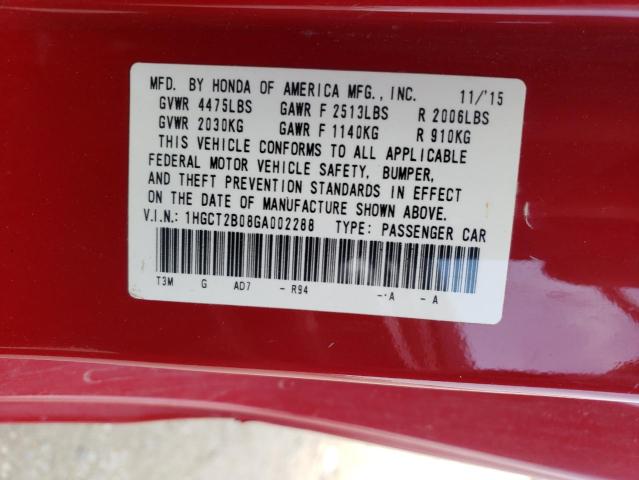 MFD. BY HONDA OF AMERICA MFG., INC. 11/'15
GVWR 4475LBS GAWR F 2513LBS R 2006LBS
GVWR 2030KG GAWR F 1140KG R 910KG
THIS VEHICLE CONFORMS TO ALL APPLICABLE
FEDERAL MOTOR VEHICLE SAFETY, BUMPER,
AND THEFT PREVENTION STANDARDS IN EFFECT
ON THE DATE OF MANUFACTURE SHOWN ABOVE.
V.I.N.: 1HGCT2B08GA002288 TYPE: PASSENGER CAR
T3M G AD7 - R94 -·A - A